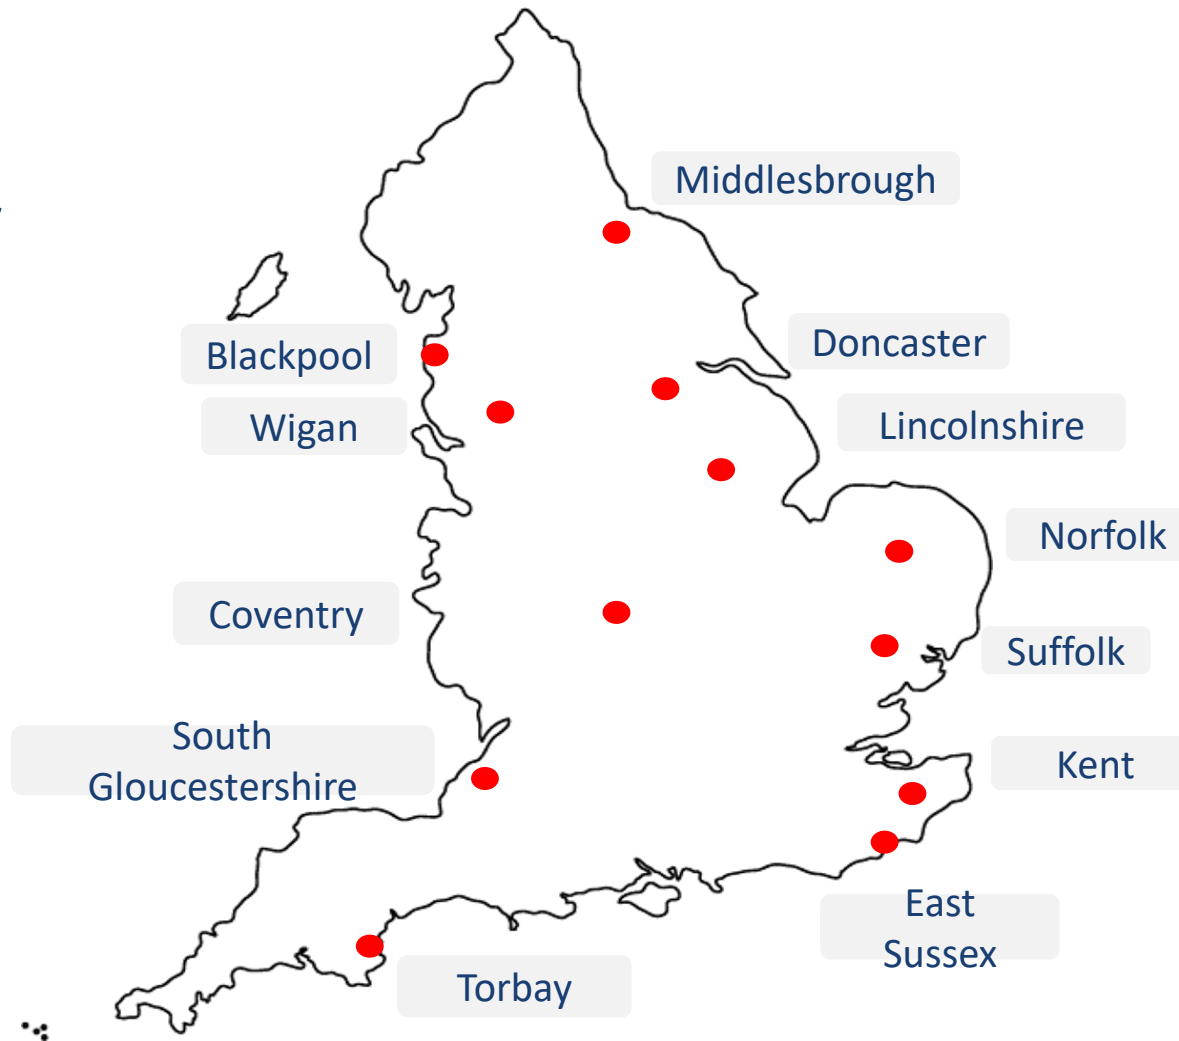 Middlesbrough
Doncaster
Blackpool
Lincolnshire
Wigan
Norfolk
Coventry
Suffolk
South
Gloucestershire
Kent
East
Sussex
Torbay